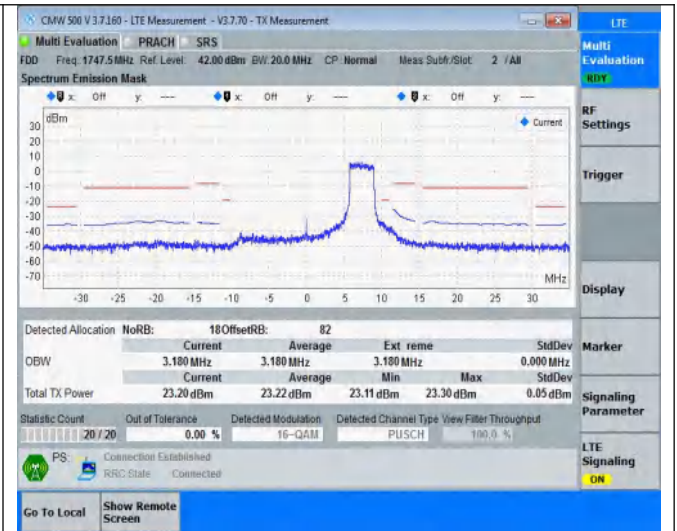 CMW 500 V 3.7.160 - LTE Measurement - V3.7.70 - TX Measurement
LTE
Multi Evaluation PRACH SRS
Multi Evaluation
RDY
FDD Freq: 1747.5 MHz Ref. Level: 42.00 dBm BW: 20.0 MHz CP: Normal Meas Subfr./Slot: 2 / All
Spectrum Emission Mask
x: Off y: --- x: Off y: --- x: Off y: ---
RF Settings
dBm
Current
30
20
10
0
-10
-20
-30
-40
-50
-60
-70
Trigger
MHz
-30 -25 -20 -15 -10 -5 0 5 10 15 20 25 30
Display
Detected Allocation NoRB: 18OffsetRB: 82
Current Average Ext reme StdDev
OBW 3.180 MHz 3.180 MHz 3.180 MHz 0.000 MHz
Marker
Current Average Min Max StdDev
Total TX Power 23.20 dBm 23.22 dBm 23.11 dBm 23.30 dBm 0.05 dBm
Signaling Parameter
Statistic Count Out of Tolerance Detected Modulation Detected Channel Type View Filter Throughput
20 / 20 0.00 % 16-QAM PUSCH 100.0 %
PS: Connection Established
RRC State Connected
LTE Signaling
ON
Go To Local
Show Remote Screen